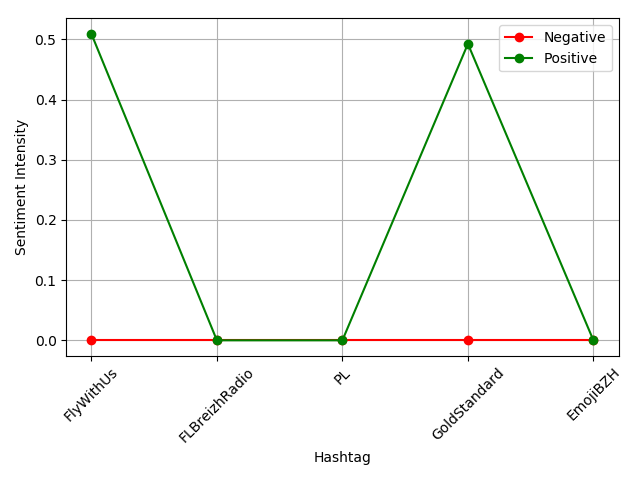 Negative
Positive
0.5
0.4
0.3
0.2
0.1
0.0
Sentiment Intensity
FlyWithUs
FLBreizhRadio
PL
GoldStandard
EmojiBZH
Hashtag